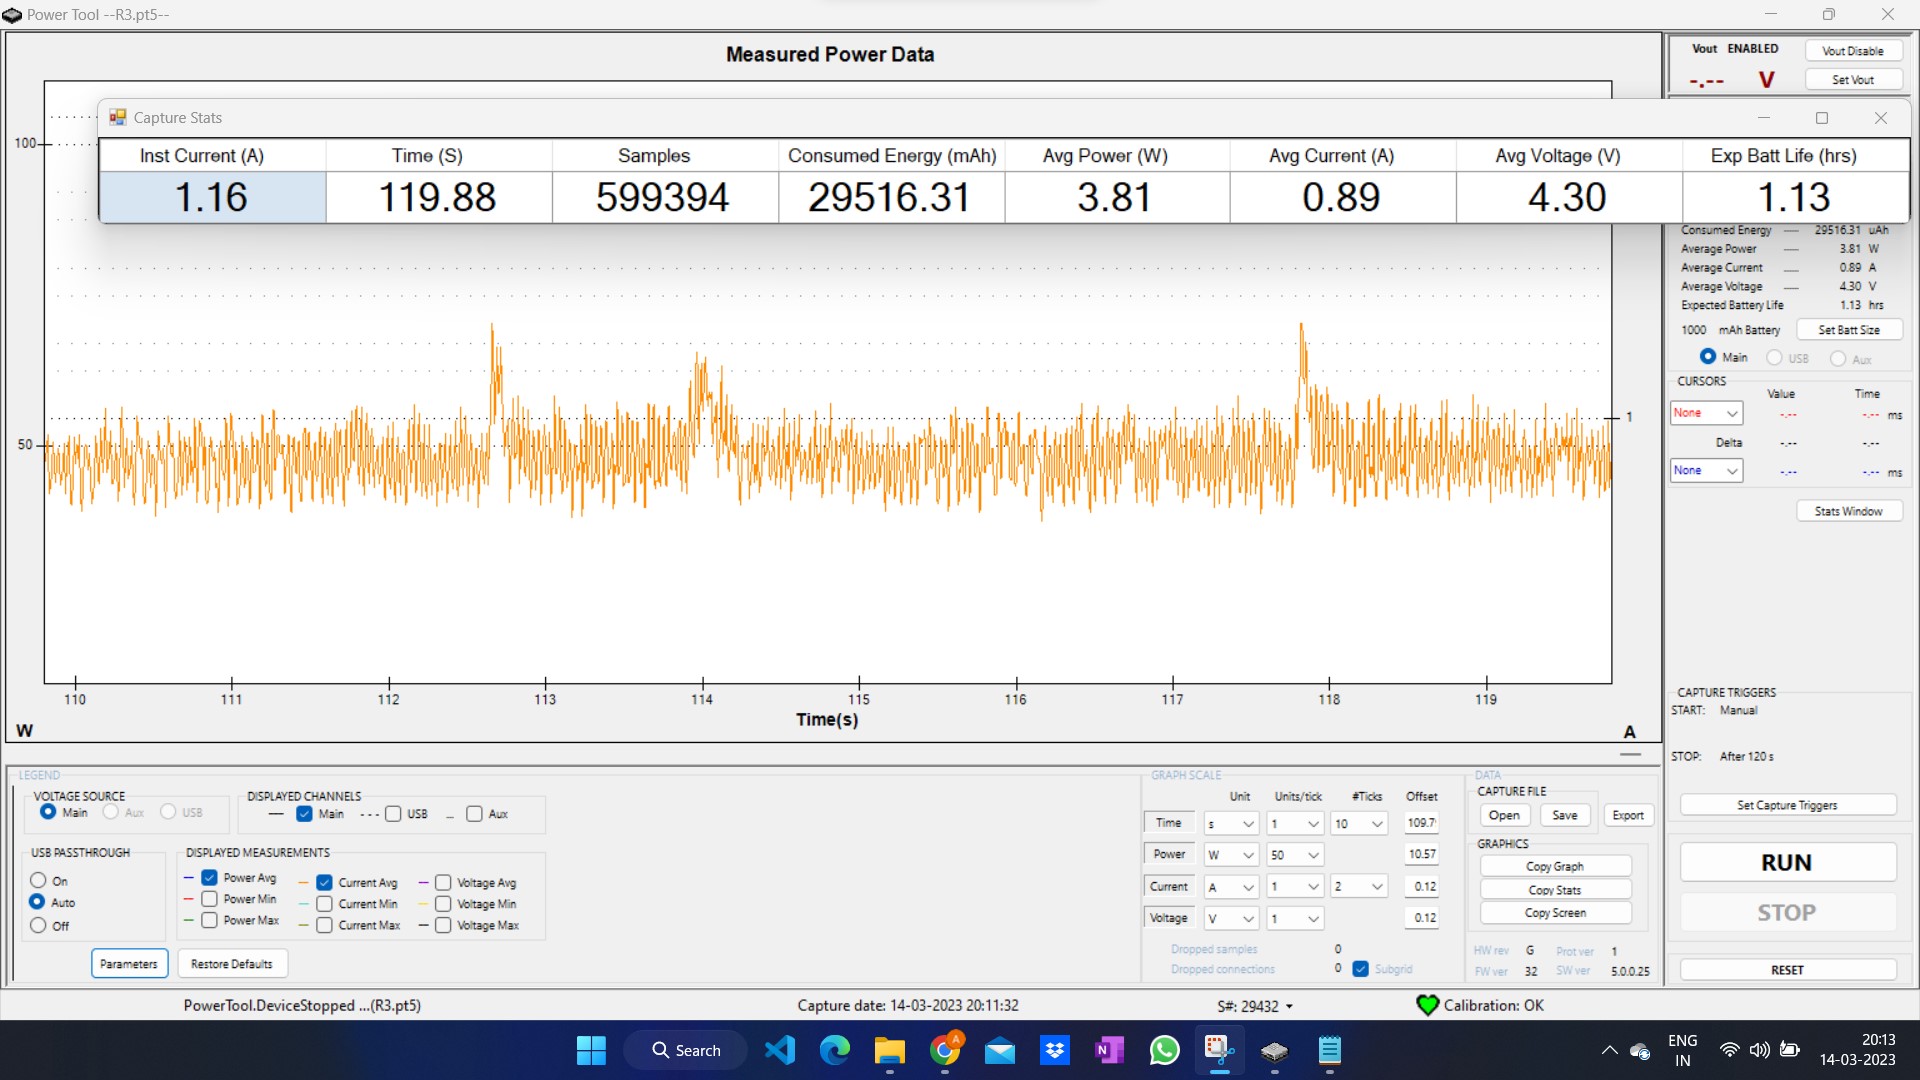 Power Tool --R3.pt5--
Measured Power Data
Vout ENABLED
Vout Disable
-.-- V
Set Vout
Capture Stats
Inst Current (A) Time (S) Samples Consumed Energy (mAh) Avg Power (W) Avg Current (A) Avg Voltage (V) Exp Batt Life (hrs)
1.16 119.88 599394 29516.31 3.81 0.89 4.30 1.13
100
50
1
Consumed Energy 29516.31 uAh
Average Power 3.81 W
Average Current 0.89 A
Average Voltage 4.30 V
Expected Battery Life 1.13 hrs
1000 mAh Battery Set Batt Size
Main USB Aux
CURSORS
Value Time
None -.-- -.-- ms
Delta -.-- -.--
None -.-- -.-- ms
Stats Window
110 111 112 113 114 115 116 117 118 119
Time(s)
W A
CAPTURE TRIGGERS
START: Manual
STOP: After 120 s
Set Capture Triggers
RUN
STOP
RESET
LEGEND
VOLTAGE SOURCE
Main Aux USB
DISPLAYED CHANNELS
Main USB Aux
USB PASSTHROUGH
On
Auto
Off
DISPLAYED MEASUREMENTS
Power Avg Current Avg Voltage Avg
Power Min Current Min Voltage Min
Power Max Current Max Voltage Max
Parameters Restore Defaults
GRAPH SCALE
Unit Units/tick #Ticks Offset
Time s 1 10 109.7
Power W 50 10.57
Current A 1 2 0.12
Voltage V 1 0.12
Dropped samples 0
Dropped connections 0 Subgrid
DATA
CAPTURE FILE
Open Save Export
GRAPHICS
Copy Graph
Copy Stats
Copy Screen
HW rev G Prot ver 1
FW ver 32 SW ver 5.0.0.25
PowerTool.DeviceStopped ...(R3.pt5) Capture date: 14-03-2023 20:11:32 S#: 29432 Calibration: OK
Search
A
ENG
IN
20:13
14-03-2023